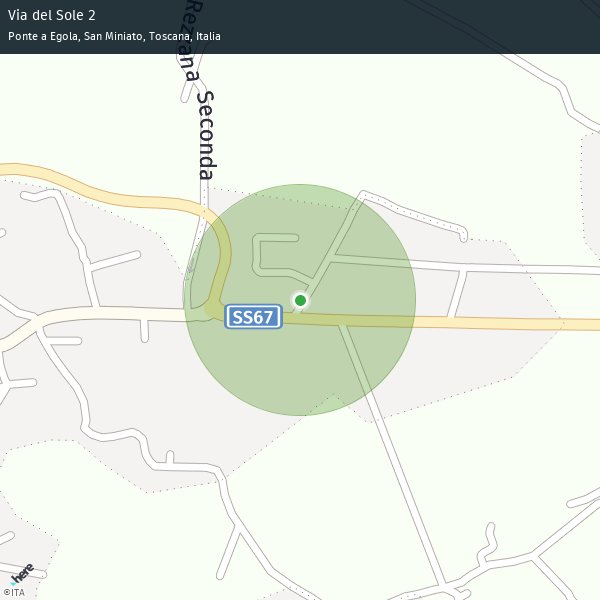 Via del Sole 2
Ponte a Egola, San Miniato, Toscana, Italia
Rezzana Seconda
SS67
here
©ITA